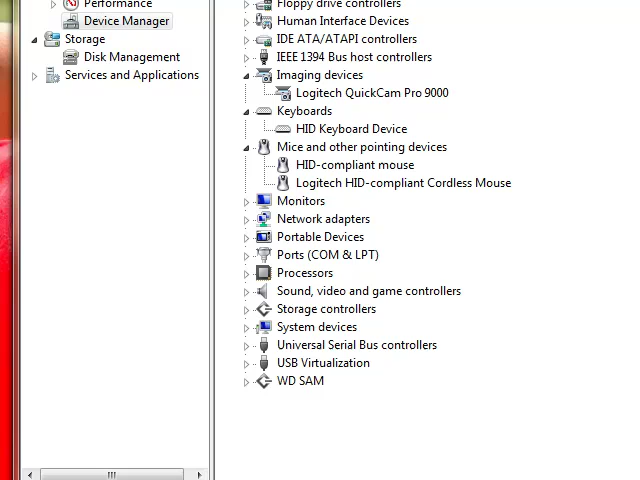 Performance
Device Manager
Storage
Disk Management
Services and Applications
Floppy drive controllers
Human Interface Devices
IDE ATA/ATAPI controllers
IEEE 1394 Bus host controllers
Imaging devices
Logitech QuickCam Pro 9000
Keyboards
HID Keyboard Device
Mice and other pointing devices
HID-compliant mouse
Logitech HID-compliant Cordless Mouse
Monitors
Network adapters
Portable Devices
Ports (COM & LPT)
Processors
Sound, video and game controllers
Storage controllers
System devices
Universal Serial Bus controllers
USB Virtualization
WD SAM